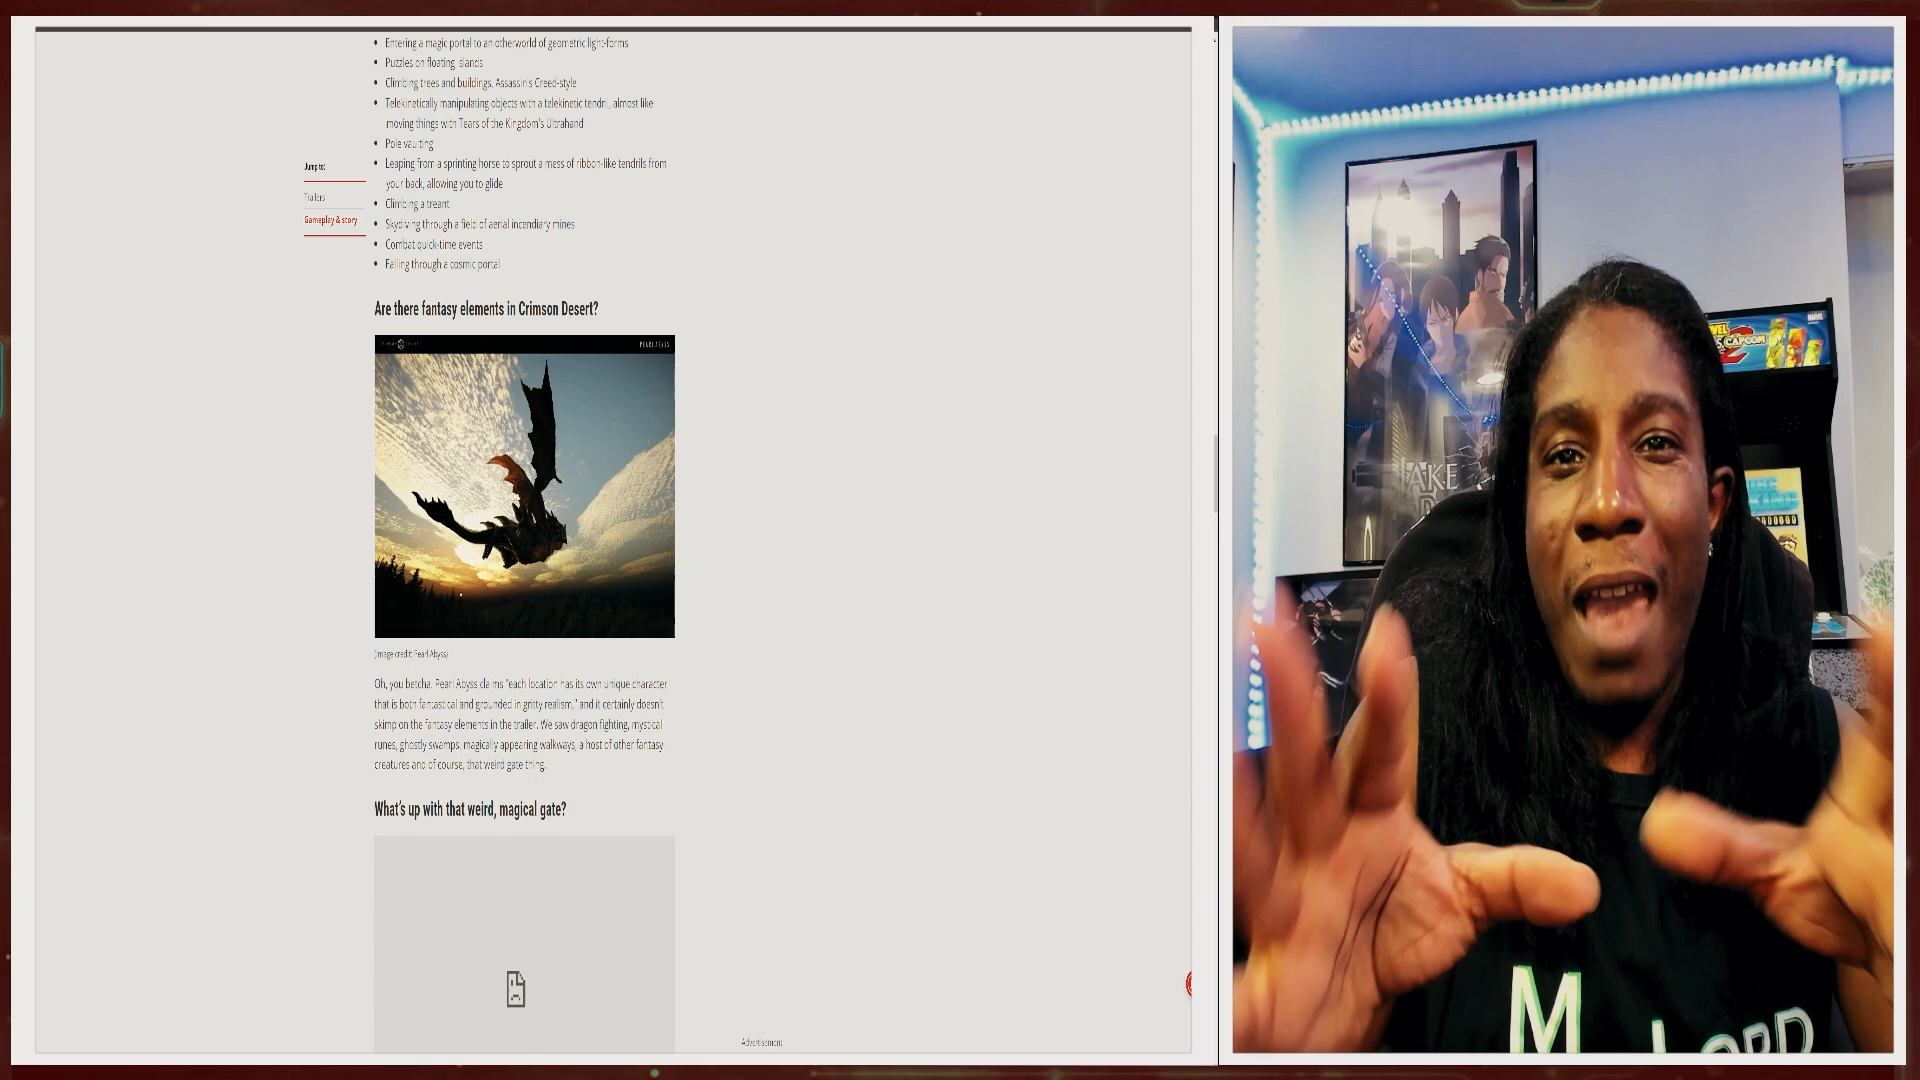 Entering a magic portal to an otherworld of geometric light-forms
Puzzles on floating islands
Climbing trees and buildings, Assassin's Creed-style
Telekinetically manipulating objects with a telekinetic tendril, almost like
moving things with Tears of the Kingdom's Ultrahand
Pole vaulting
Leaping from a sprinting horse to sprout a mess of ribbon-like tendrils from
your back, allowing you to glide
Climbing a treant
Skydiving through a field of aerial incendiary mines
Combat quick-time events
Falling through a cosmic portal
Jump to:
Trailers
Gameplay & story
Are there fantasy elements in Crimson Desert?
PEARL ABYSS
(Image credit: Pearl Abyss)
Oh, you betcha. Pearl Abyss claims "each location has its own unique character
that is both fantastical and grounded in gritty realism," and it certainly doesn't
skimp on the fantasy elements in the trailer. We saw dragon fighting, mystical
runes, ghostly swamps, magically appearing walkways, a host of other fantasy
creatures and of course, that weird gate thing.
What's up with that weird, magical gate?
Advertisement
MARVEL
CAPCOM
2